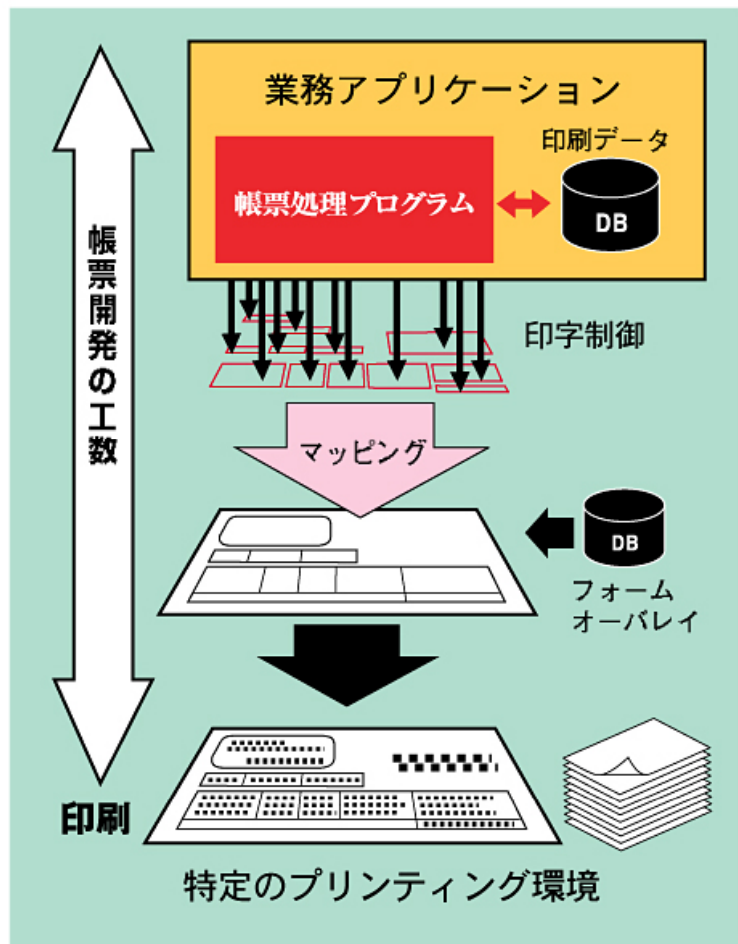 業務アプリケーション
印刷データ
帳票処理プログラム
DB
印字制御
帳票開発の工数
マッピング
DB
フォーム
オーバレイ
印刷
特定のプリンティング環境